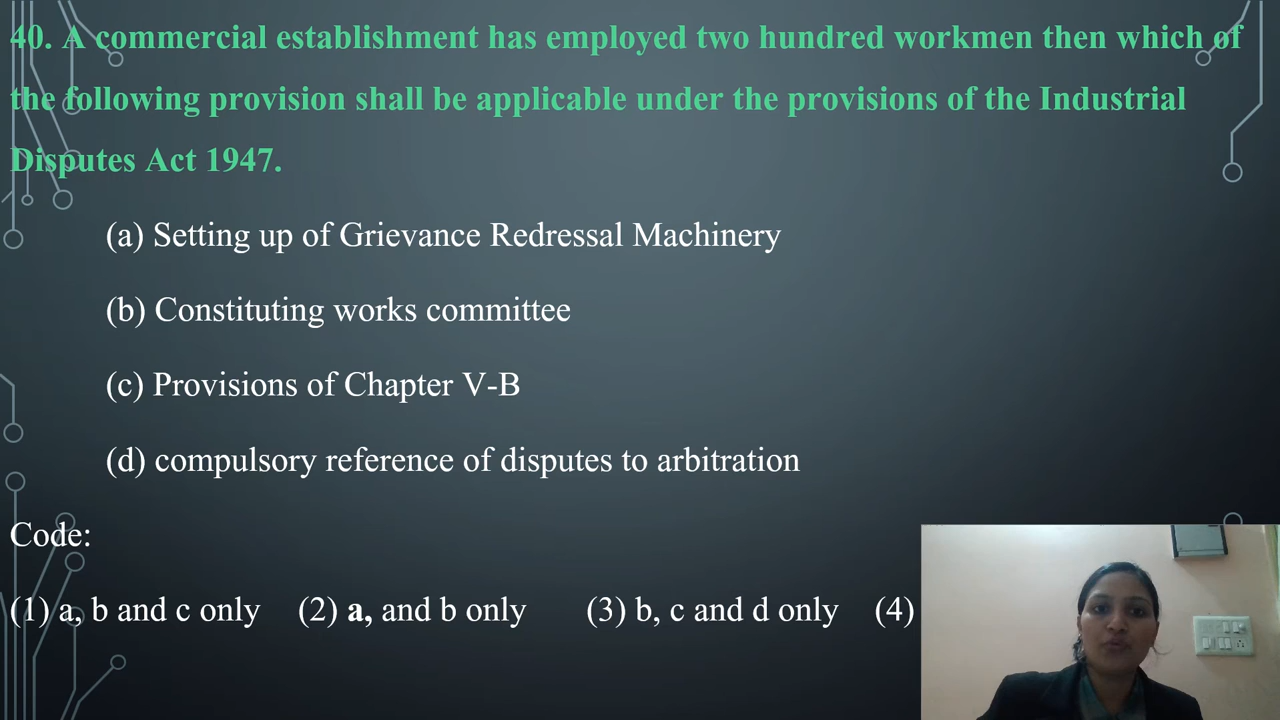 40. A commercial establishment has employed two hundred workmen then which of
the following provision shall be applicable under the provisions of the Industrial
Disputes Act 1947.
(a) Setting up of Grievance Redressal Machinery
(b) Constituting works committee
(c) Provisions of Chapter V-B
(d) compulsory reference of disputes to arbitration
Code:
(1) a, b and c only (2) a, and b only (3) b, c and d only (4)